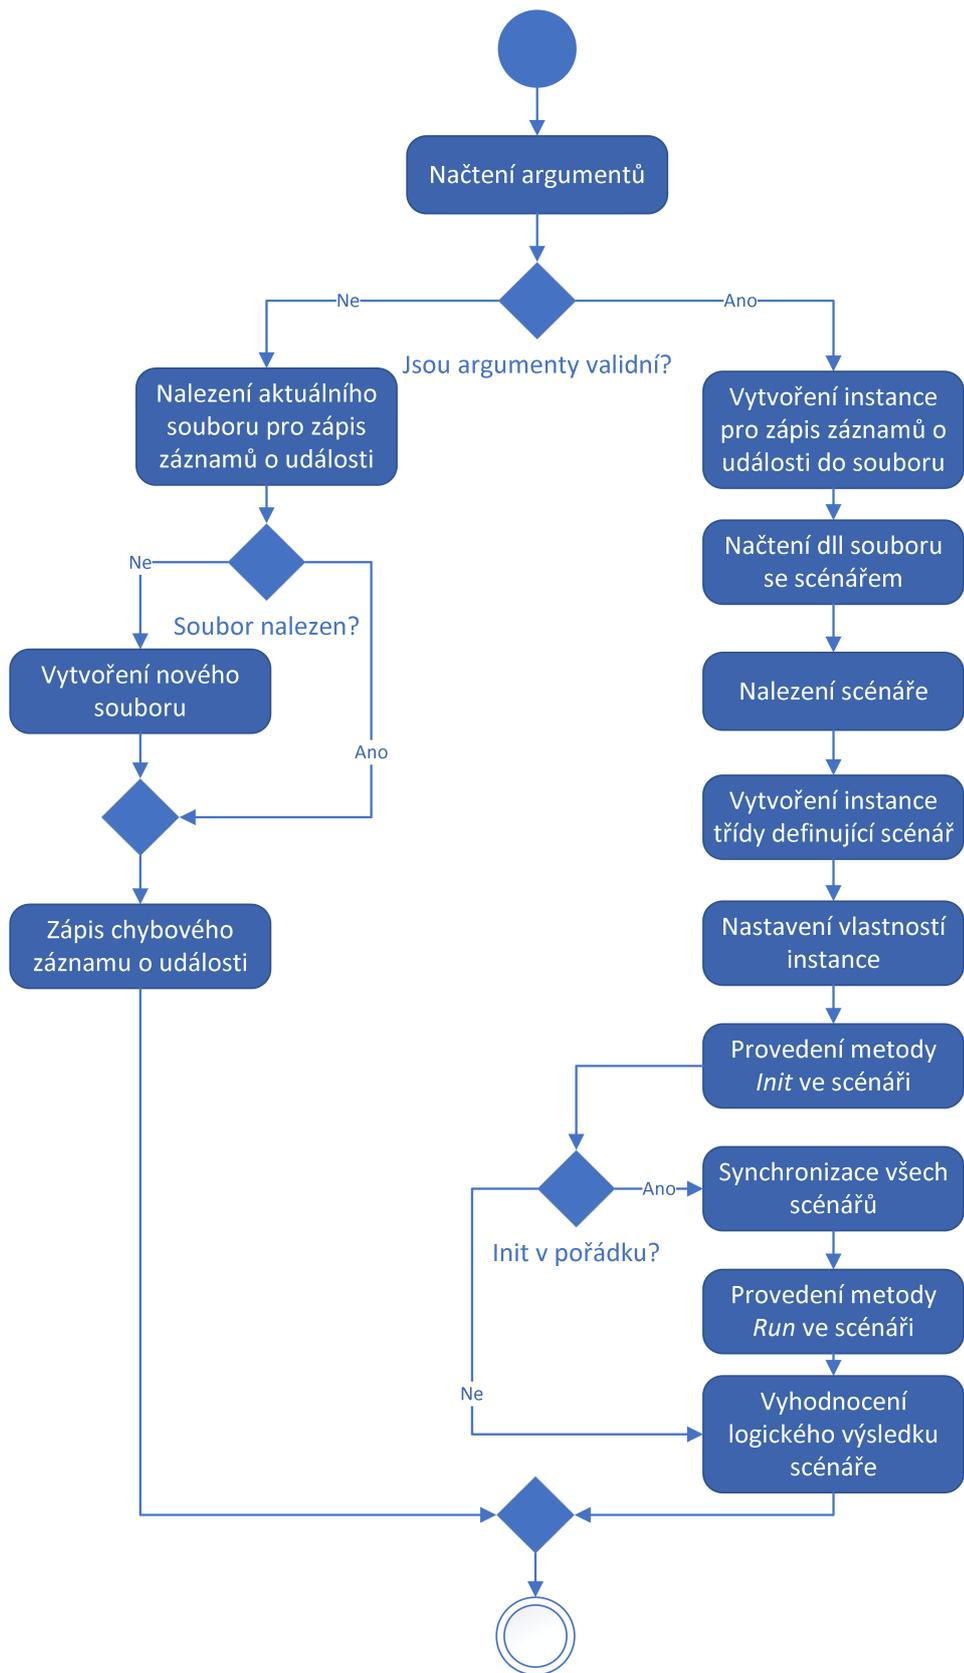 Načtení argumentů
Ne
Ano
Jsou argumenty validní?
Nalezení aktuálního
souboru pro zápis
záznamů o události
Vytvoření instance
pro zápis záznamů o
události do souboru
Ne
Soubor nalezen?
Načtení dll souboru
se scénářem
Vytvoření nového
souboru
Nalezení scénáře
Ano
Vytvoření instance
třídy definující scénář
Zápis chybového
záznamu o události
Nastavení vlastností
instance
Provedení metody
Init ve scénáři
Ano
Init v pořádku?
Synchronizace všech
scénářů
Provedení metody
Run ve scénáři
Ne
Vyhodnocení
logického výsledku
scénáře